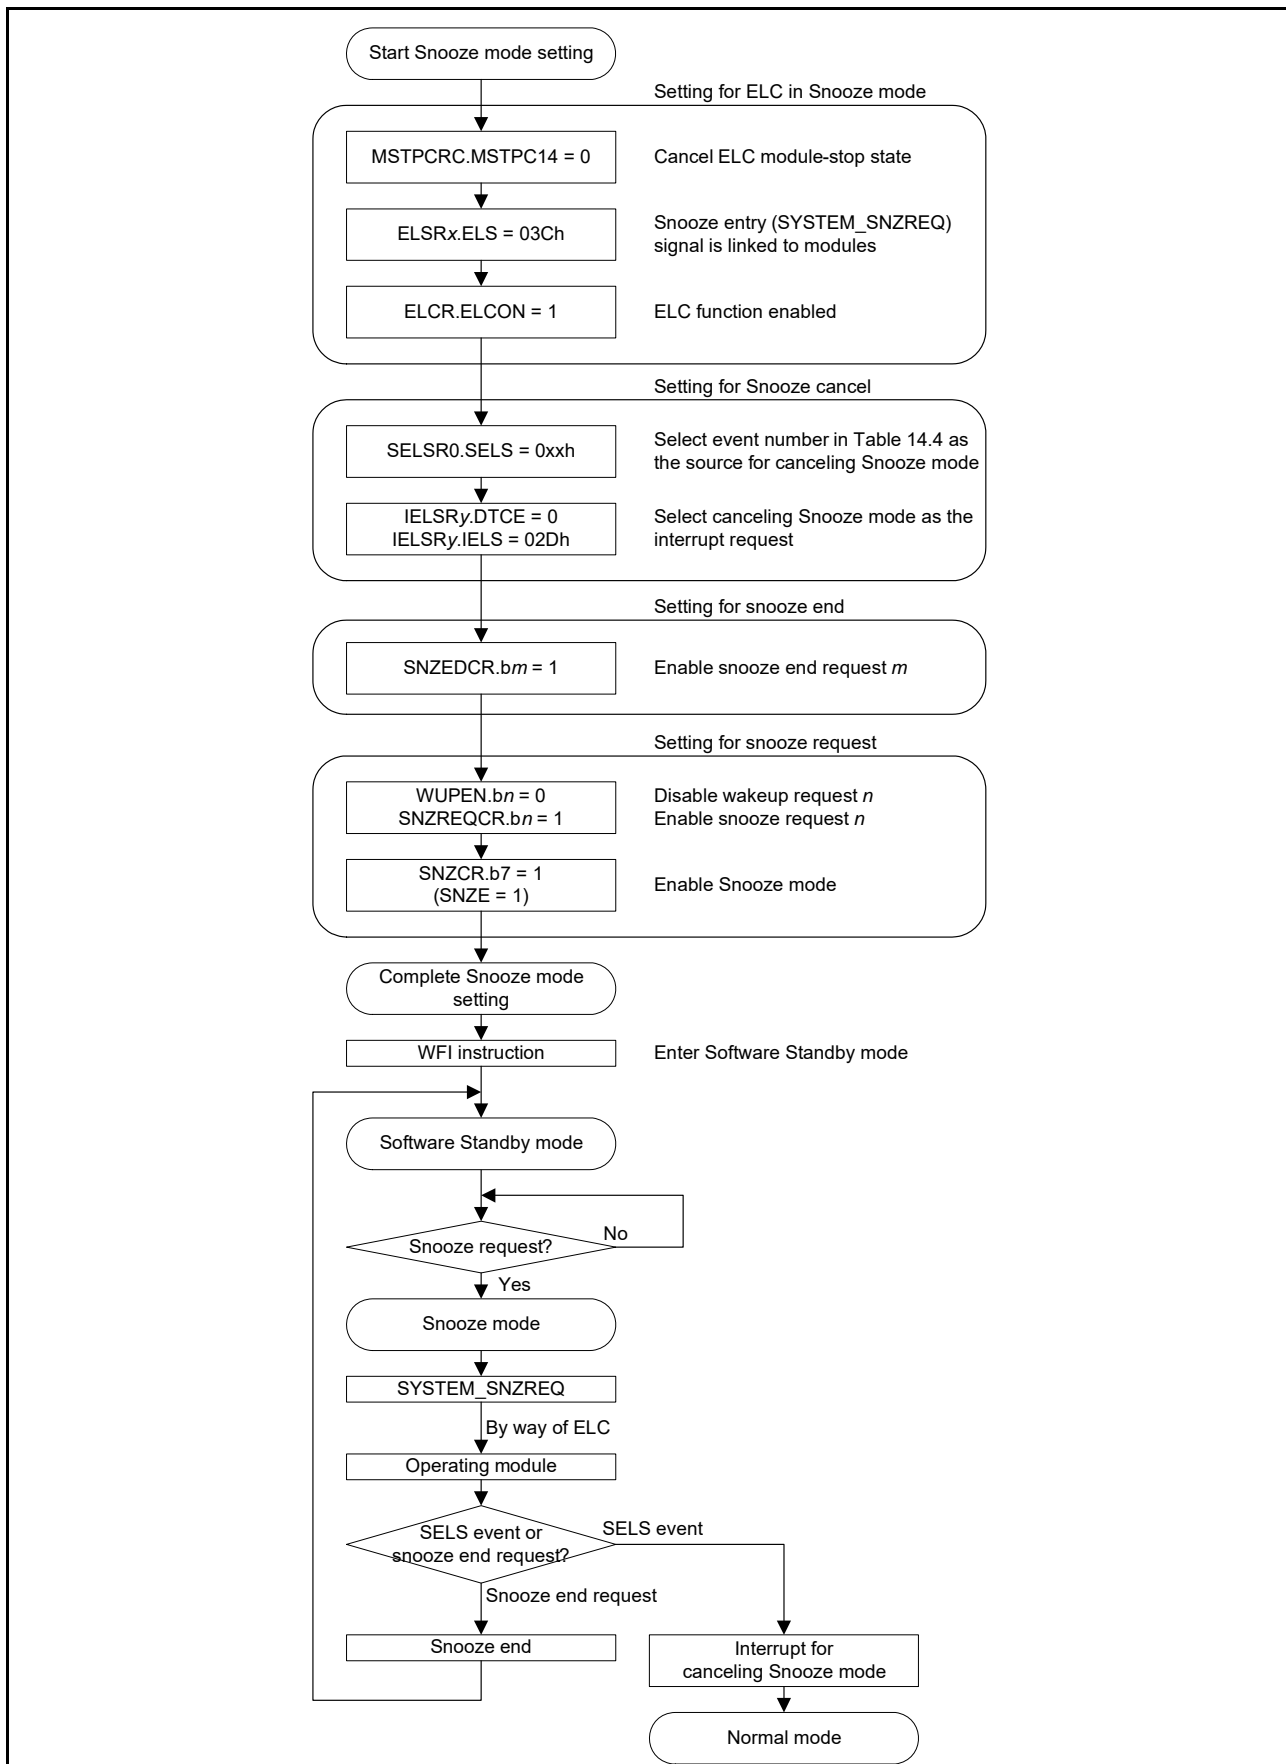 Start Snooze mode setting
Setting for ELC in Snooze mode
MSTPCRC.MSTPC14 = 0
Cancel ELC module-stop state
ELSRx.ELS = 03Ch
Snooze entry (SYSTEM_SNZREQ)
signal is linked to modules
ELCR.ELCON = 1
ELC function enabled
Setting for Snooze cancel
SELSR0.SELS = 0xxh
Select event number in Table 14.4 as
the source for canceling Snooze mode
IELSRy.DTCE = 0
IELSRy.IELS = 02Dh
Select canceling Snooze mode as the
interrupt request
Setting for snooze end
SNZEDCR.bm = 1
Enable snooze end request m
Setting for snooze request
WUPEN.bn = 0
SNZREQCR.bn = 1
Disable wakeup request n
Enable snooze request n
SNZCR.b7 = 1
(SNZE = 1)
Enable Snooze mode
Complete Snooze mode
setting
WFI instruction
Enter Software Standby mode
Software Standby mode
Snooze request?
No
Yes
Snooze mode
SYSTEM_SNZREQ
By way of ELC
Operating module
SELS event or
snooze end request?
SELS event
Snooze end request
Snooze end
Interrupt for
canceling Snooze mode
Normal mode